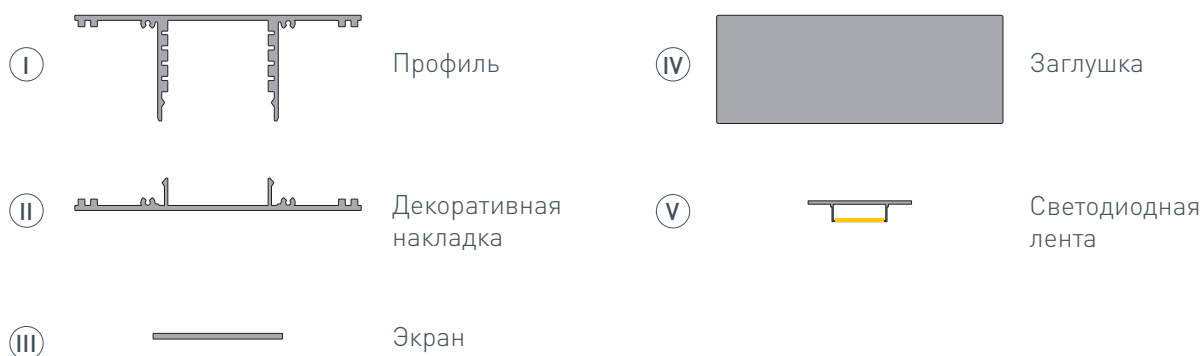 I
Профиль
II
Декоративная
накладка
III
Экран
IV
Заглушка
V
Светодиодная
лента